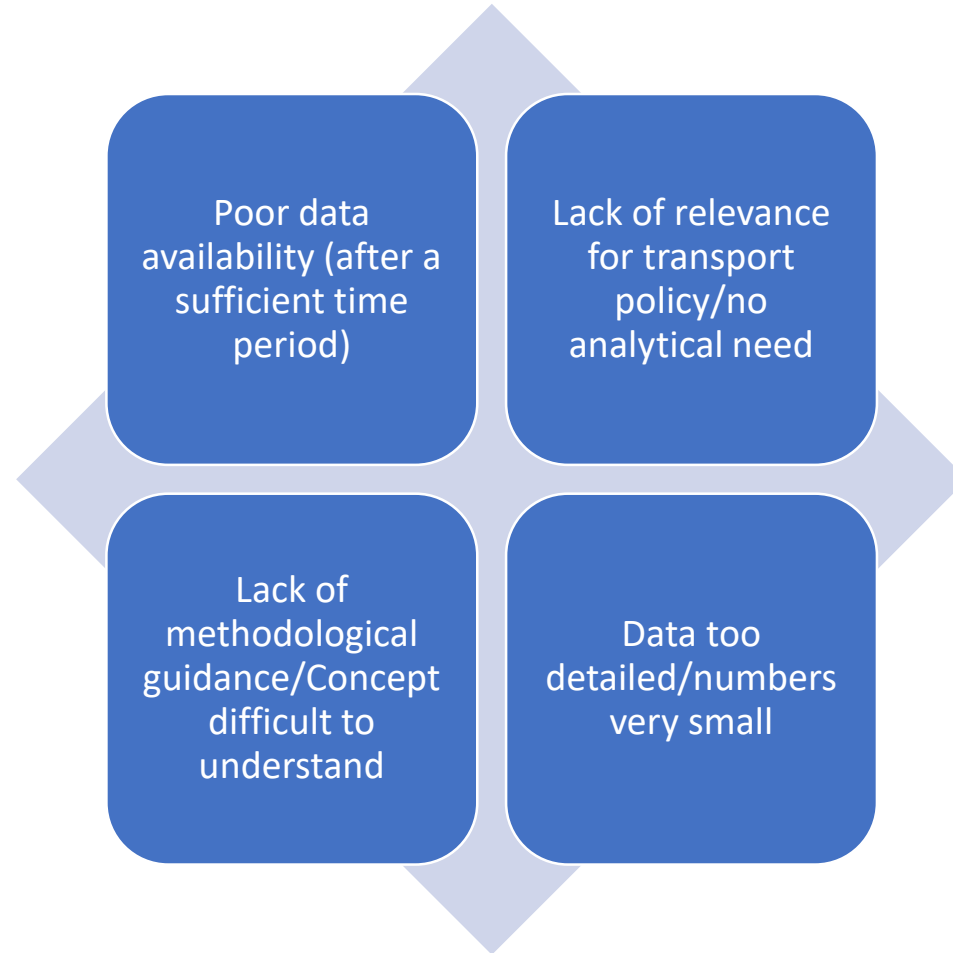 Poor data
availability (after a
sufficient time
period)
Lack of relevance
for transport
policy/no
analytical need
Lack of
methodological
guidance/Concept
difficult to
understand
Data too
detailed/numbers
very small